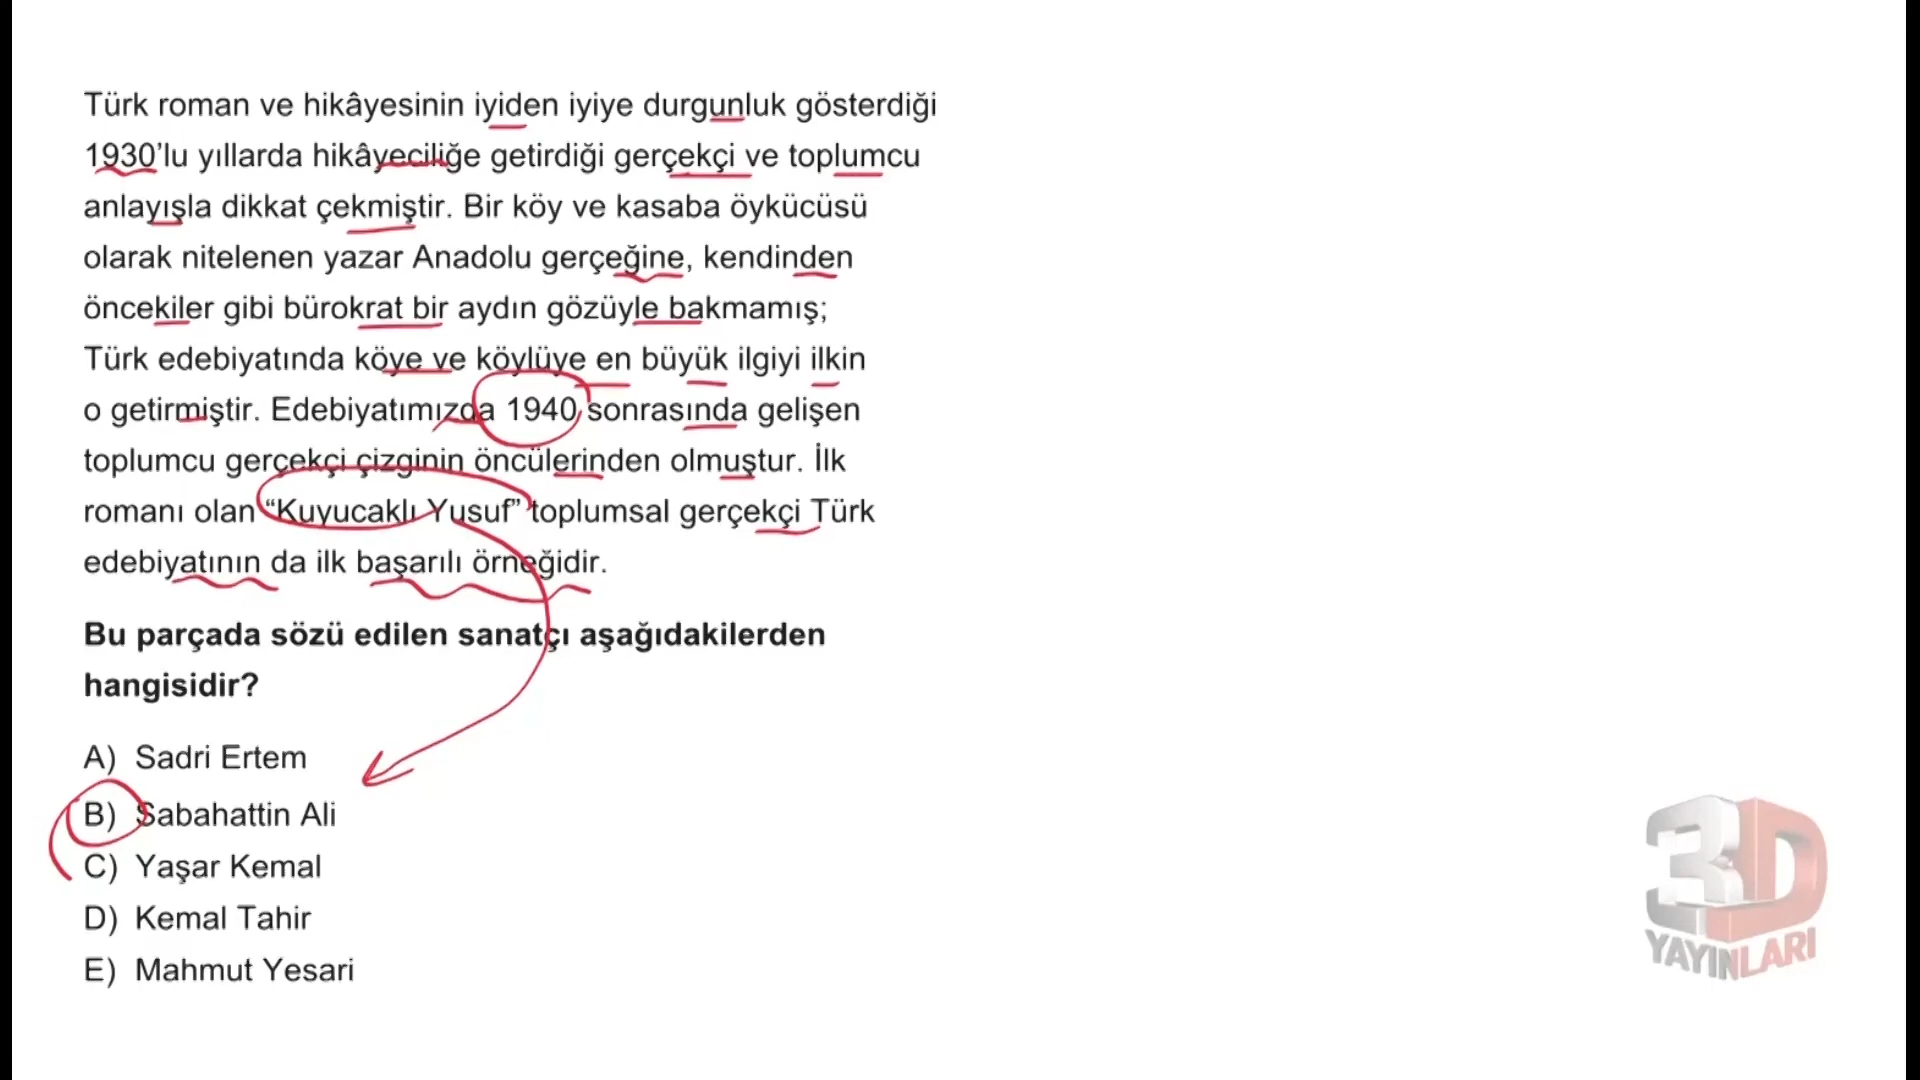 Türk roman ve hikâyesinin iyiden iyiye durgunluk gösterdiği
1930’lu yıllarda hikâyeciliğe getirdiği gerçekçi ve toplumcu
anlayışla dikkat çekmiştir. Bir köy ve kasaba öykücüsü
olarak nitelenen yazar Anadolu gerçeğine, kendinden
öncekiler gibi bürokrat bir aydın gözüyle bakmamış;
Türk edebiyatında köye ve köylüye en büyük ilgiyi ilkin
o getirmiştir. Edebiyatımızda 1940 sonrasında gelişen
toplumcu gerçekçi çizginin öncülerinden olmuştur. İlk
romanı olan “Kuyucaklı Yusuf” toplumsal gerçekçi Türk
edebiyatının da ilk başarılı örneğidir.
Bu parçada sözü edilen sanatçı aşağıdakilerden
hangisidir?
A) Sadri Ertem
B) Sabahattin Ali
C) Yaşar Kemal
D) Kemal Tahir
E) Mahmut Yesari
3D
YAYINLARI